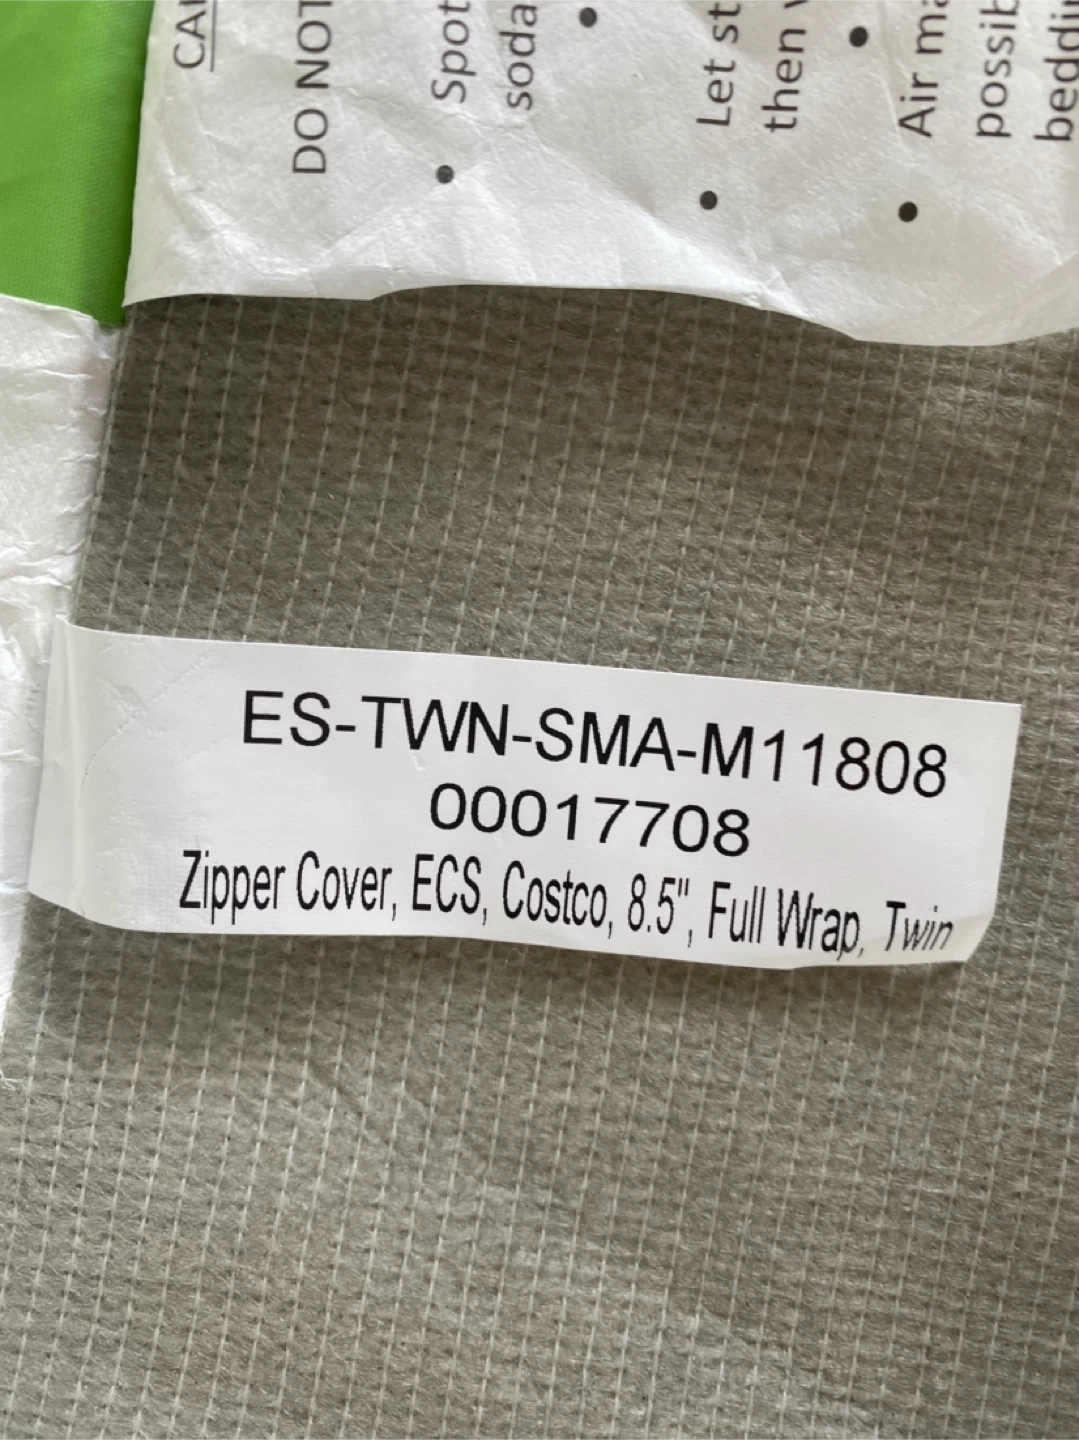 DO NOT
Spot
soda
Let st
then
Air ma
possib
beddi
ES-TWN-SMA-M11808
00017708
Zipper Cover, ECS, Costco, 8.5", Full Wrap, Twin